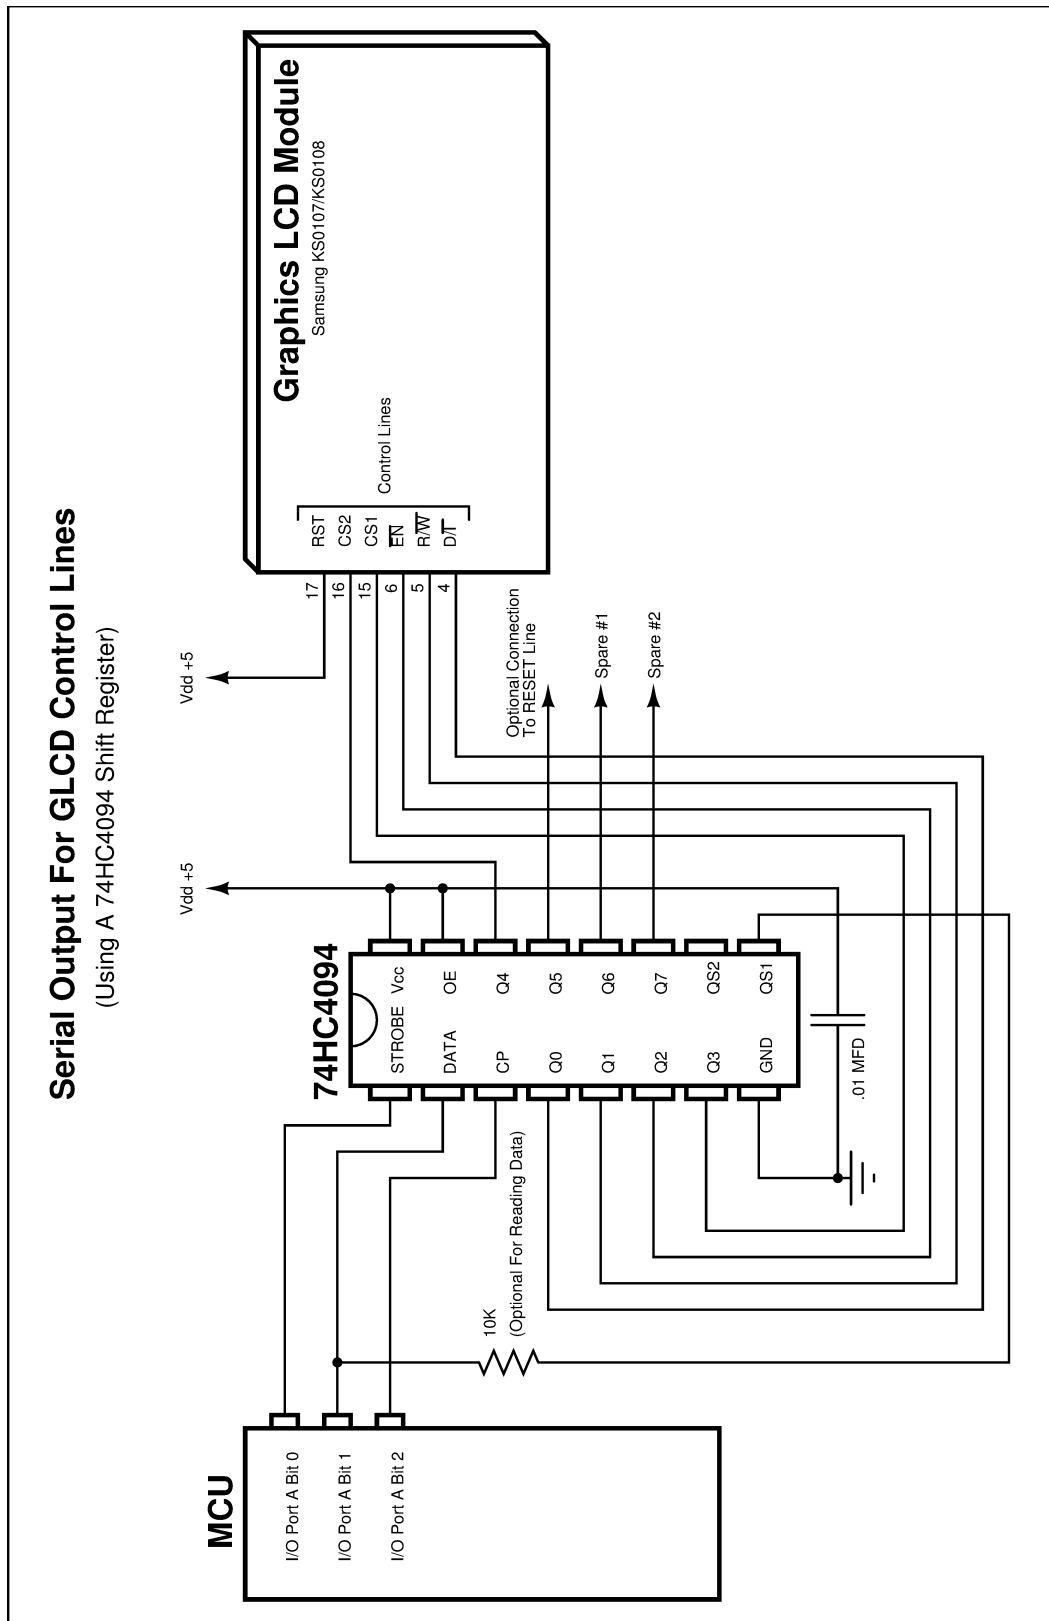 Serial Output For GLCD Control Lines
(Using A 74HC4094 Shift Register)
MCU
I/O Port A Bit 0
I/O Port A Bit 1
I/O Port A Bit 2
10K
(Optional For Reading Data)
74HC4094
STROBE
DATA
CP
Q0
Q1
Q2
Q3
GND
Vcc
OE
Q4
Q5
Q6
Q7
QS2
QS1
.01 MFD
Vdd +5
Vdd +5
Optional Connection
To RESET Line
Spare #1
Spare #2
17
16
15
6
5
4
RST
CS2
CS1
EN
R/W
D/I
Control Lines
Graphics LCD Module
Samsung KS0107/KS0108